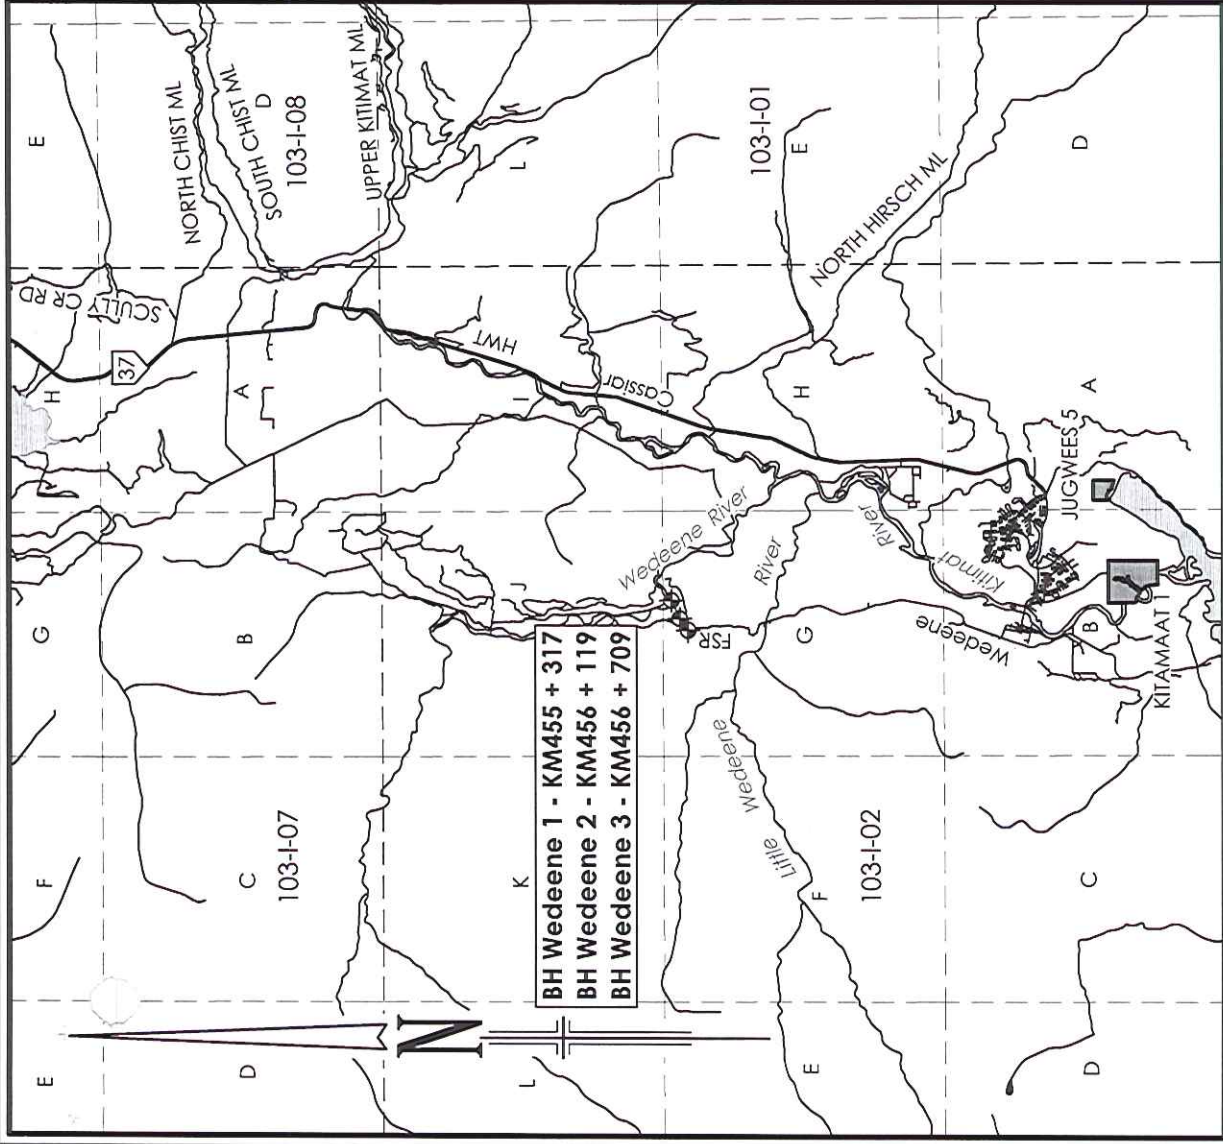 E
D
L
E
F
C
K
F
C
D
G
B
J
G
B
H
A
I
H
A
E
D
L
E
D
NORTH CHIST ML
SOUTH CHIST ML
103-I-08
UPPER KITIMAT ML
103-I-01
NORTH HIRSCH ML
SCULLY CR RD
37
HWT
Cassiar
Wedeene River
River
River
Kitimat
JUGWEES 5
KITAMAAT 1
Wedeene
FSR
BH Wedeene 1 - KM455 + 317
BH Wedeene 2 - KM456 + 119
BH Wedeene 3 - KM456 + 709
Little Wedeene
103-I-07
103-I-02
N